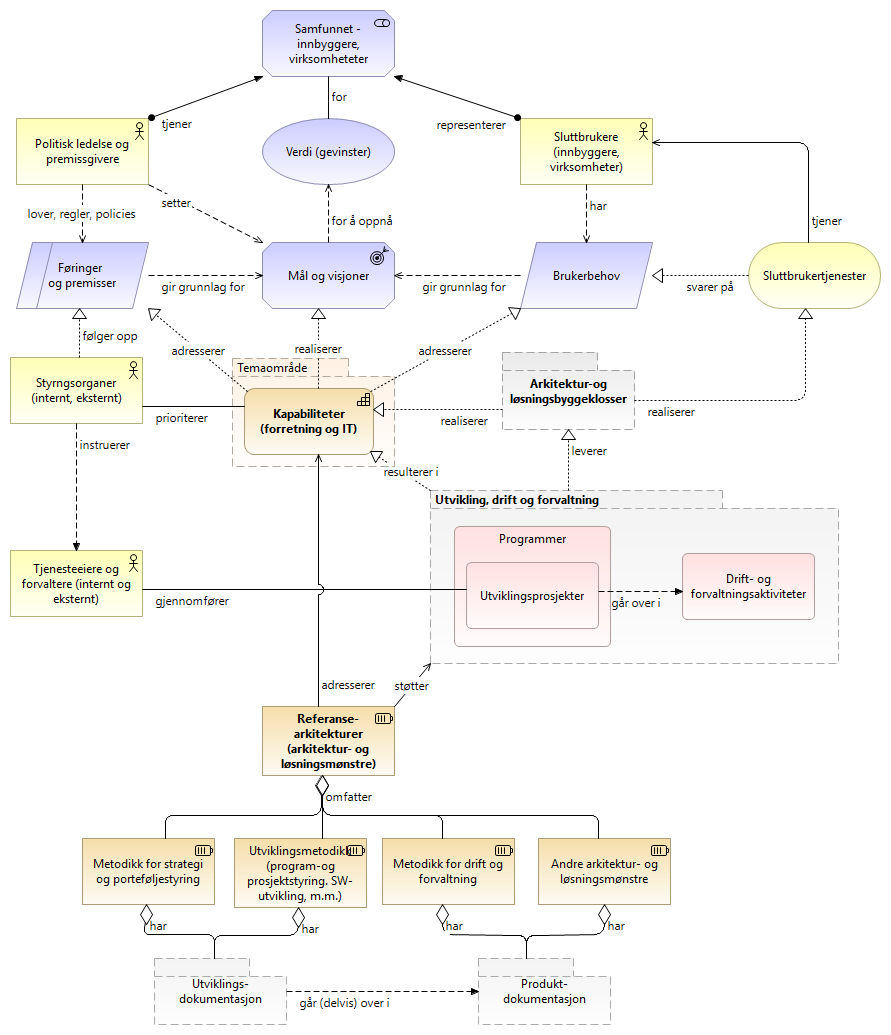 Samfunnet -
innbyggere,
virksomheteter
for
tjener
representerer
Politisk ledelse og
premissgivere
Verdi (gevinster)
Sluttbrukere
(innbyggere,
virksomheter)
setter
lover, regler, policies
for å oppnå
har
tjener
Føringer
og premisser
gir grunnlag for
Mål og visjoner
gir grunnlag for
Brukerbehov
svarer på
Sluttbrukertjenester
følger opp
adresserer
realiserer
adresserer
Temaområde
Styrngsorganer
(internt, eksternt)
prioriterer
Kapabiliteter
(forretning og IT)
realiserer
Arkitektur-og
løsningsbyggeklosser
realiserer
instruerer
leverer
resulterer i
Utvikling, drift og forvaltning
Programmer
Tjenesteeiere og
forvaltere (internt og
eksternt)
gjennomfører
Utviklingsprosjekter
går over i
Drift- og
forvaltningsaktiviteter
adresserer
støtter
Referanse-
arkitekturer
(arkitektur- og
løsningsmønstre)
omfatter
Metodikk for strategi
og porteføljestyring
Utviklingsmetodikk
(program-og
prosjektstyring. SW-
utvikling, m.m.)
Metodikk for drift og
forvaltning
Andre arkitektur- og
løsningsmønstre
har
har
har
har
Utviklings-
dokumentasjon
går (delvis) over i
Produkt-
dokumentasjon